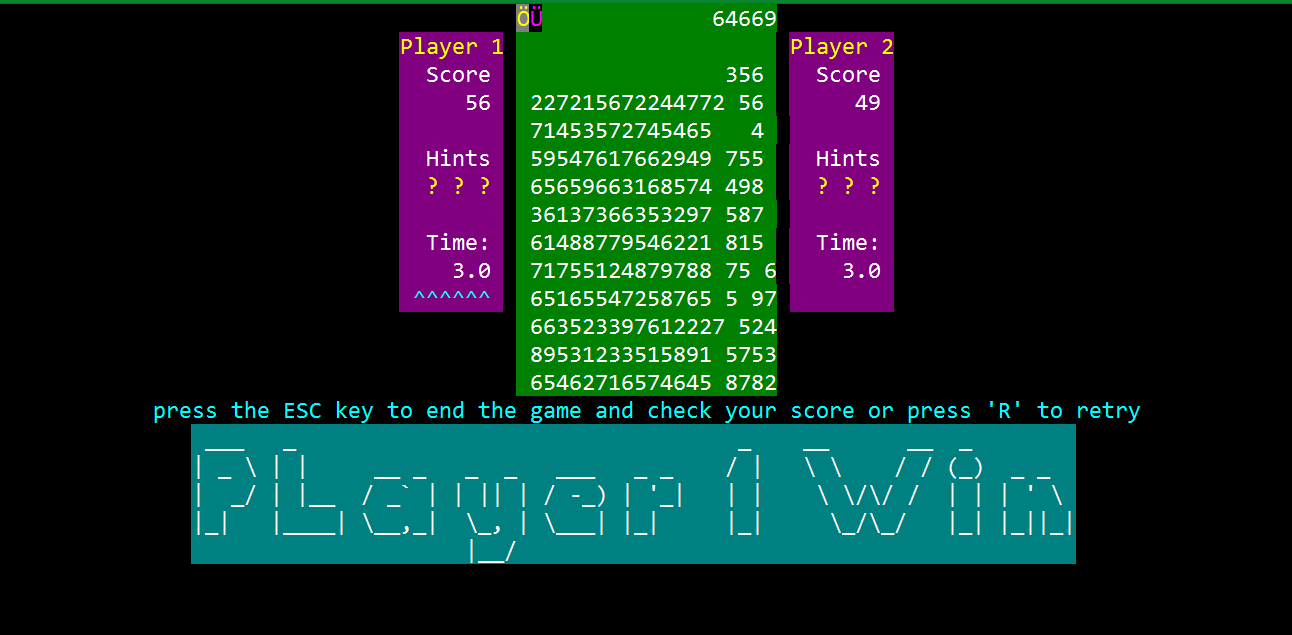 ÖÜ 64669
Player 1
Score
56
Hints
? ? ?
Time:
3.0
^^^^^^
356
227215672244772 56
71453572745465 4
59547617662949 755
65659663168574 498
36137366353297 587
61488779546221 815
71755124879788 75 6
65165547258765 5 97
663523397612227 524
89531233515891 5753
65462716574645 8782
Player 2
Score
49
Hints
? ? ?
Time:
3.0
press the ESC key to end the game and check your score or press 'R' to retry
PLayer 1 Win